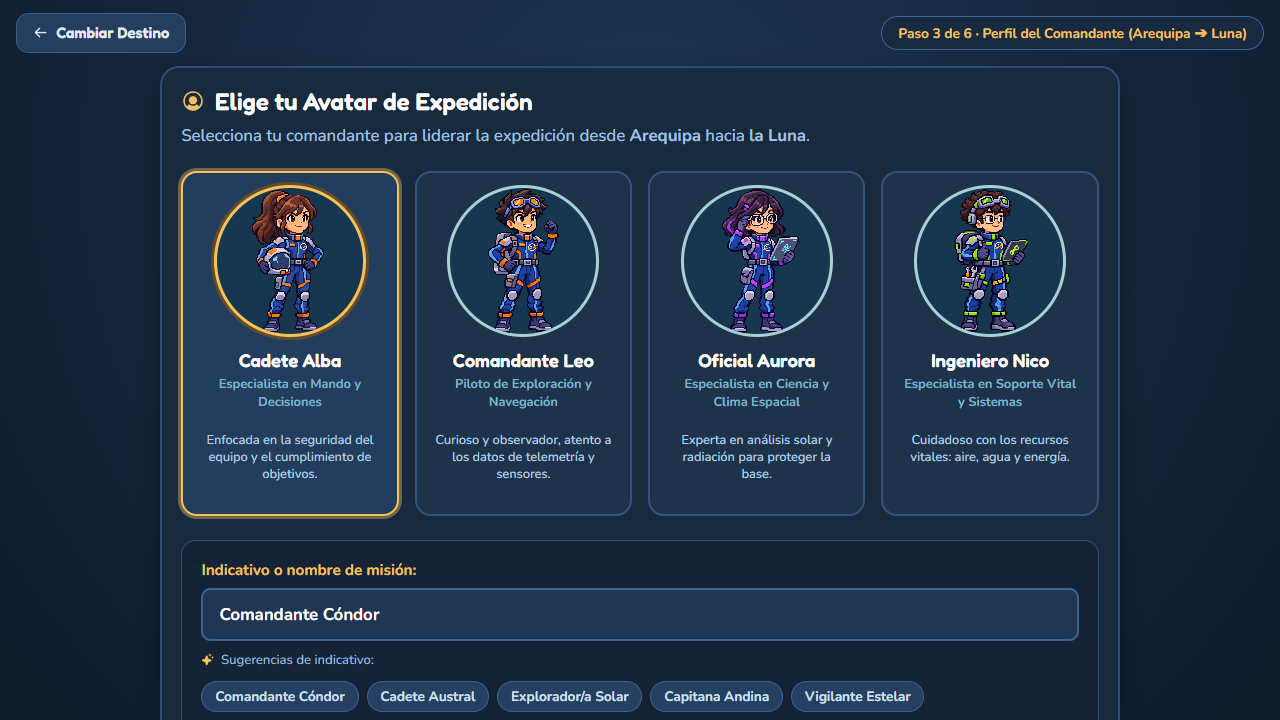 ← Cambiar Destino
Paso 3 de 6 · Perfil del Comandante (Arequipa ➔ Luna)
Elige tu Avatar de Expedición
Selecciona tu comandante para liderar la expedición desde Arequipa hacia la Luna.
Cadete Alba
Especialista en Mando y
Decisiones
Enfocada en la seguridad del
equipo y el cumplimiento de
objetivos.
Comandante Leo
Piloto de Exploración y
Navegación
Curioso y observador, atento a
los datos de telemetría y
sensores.
Oficial Aurora
Especialista en Ciencia y
Clima Espacial
Experta en análisis solar y
radiación para proteger la
base.
Ingeniero Nico
Especialista en Soporte Vital
y Sistemas
Cuidadoso con los recursos
vitales: aire, agua y energía.
Indicativo o nombre de misión:
Comandante Cóndor
Sugerencias de indicativo:
Comandante Cóndor
Cadete Austral
Explorador/a Solar
Capitana Andina
Vigilante Estelar